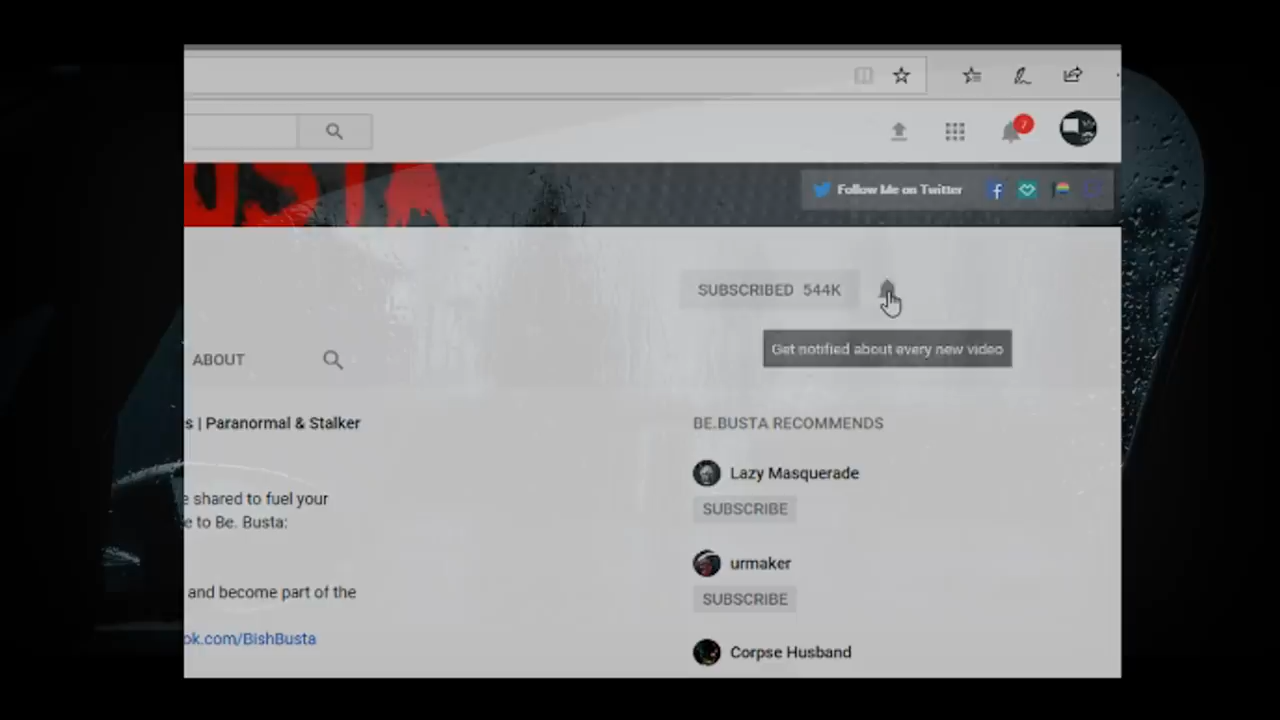 7
USTA
Follow Me on Twitter
SUBSCRIBED 544K
Get notified about every new video
ABOUT
s | Paranormal & Stalker
e shared to fuel your
e to Be. Busta:
and become part of the
ok.com/BishBusta
BE.BUSTA RECOMMENDS
Lazy Masquerade
SUBSCRIBE
urmaker
SUBSCRIBE
Corpse Husband